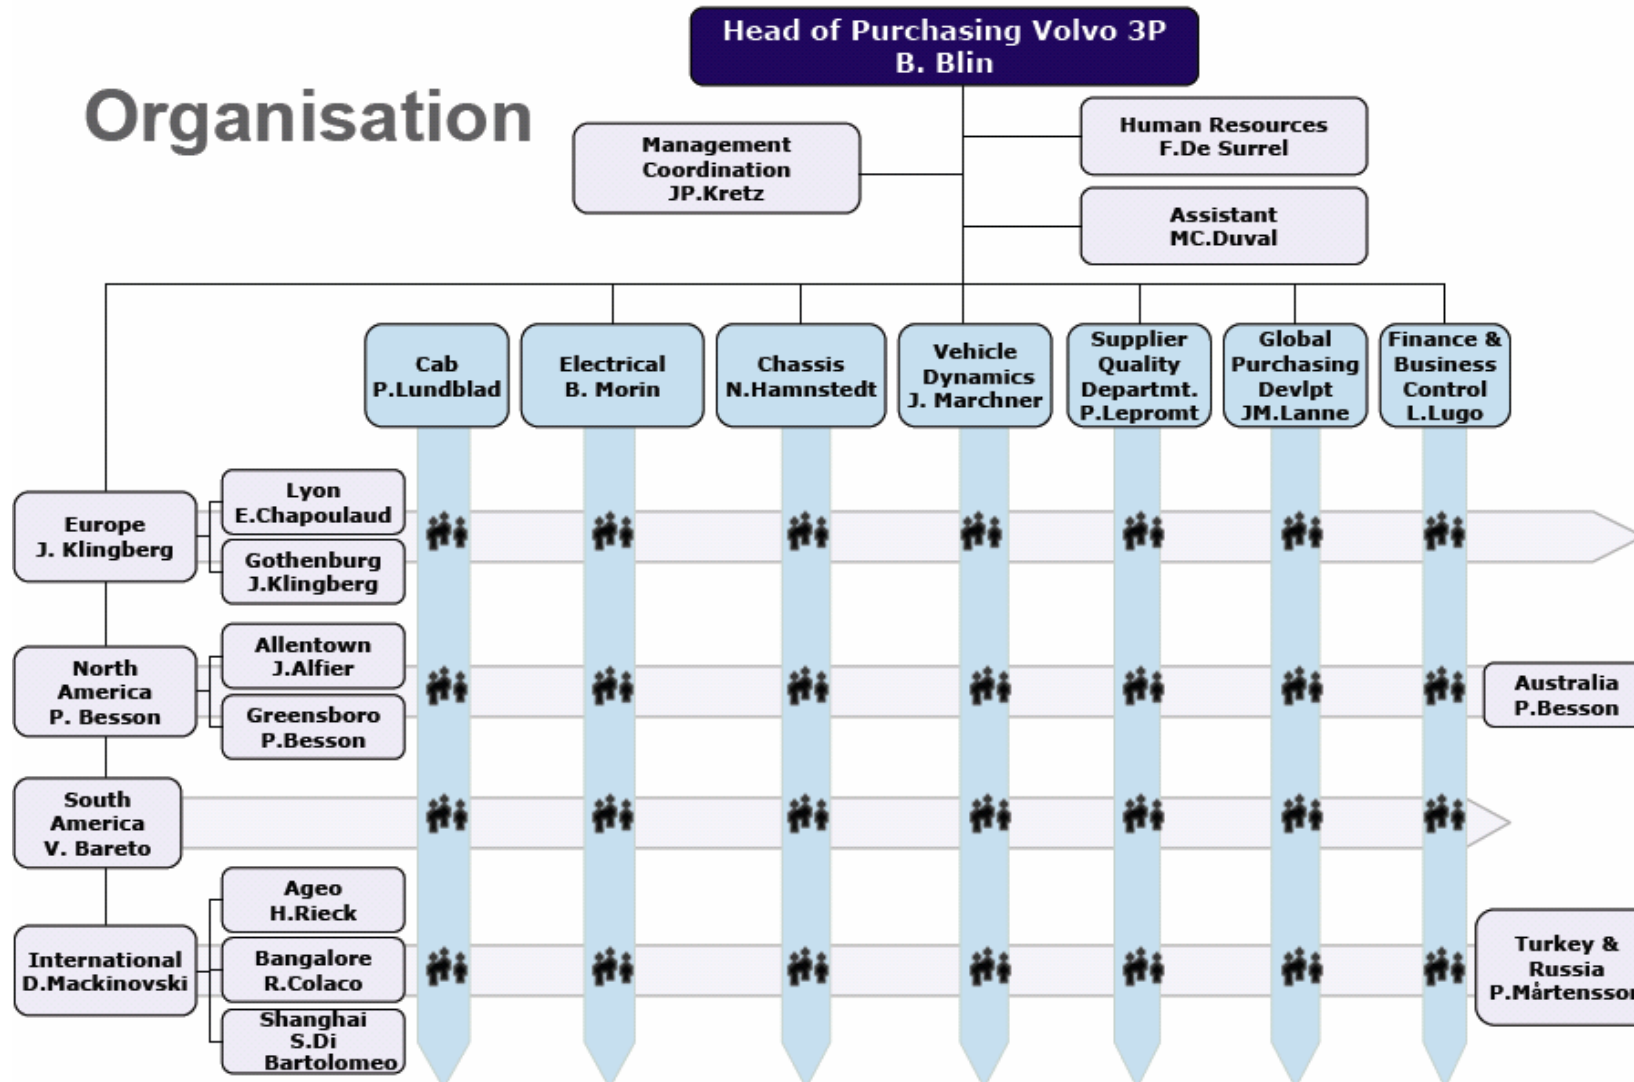 Head of Purchasing Volvo 3P
B. Blin
Organisation
Human Resources
F.De Surrel
Management
Coordination
JP.Kretz
Assistant
MC.Duval
Cab
P.Lundblad
Electrical
B. Morin
Chassis
N.Hamnstedt
Vehicle
Dynamics
J. Marchner
Supplier
Quality
Departmt.
P.Lepromt
Global
Purchasing
Devlpt
JM.Lanne
Finance &
Business
Control
L.Lugo
Europe
J. Klingberg
Lyon
E.Chapoulaud
Gothenburg
J.Klingberg
North
America
P. Besson
Allentown
J.Alfier
Greensboro
P.Besson
Australia
P.Besson
South
America
V. Bareto
International
D.Mackinovski
Ageo
H.Rieck
Bangalore
R.Colaco
Shanghai
S.Di
Bartolomeo
Turkey &
Russia
P.Mårtensson